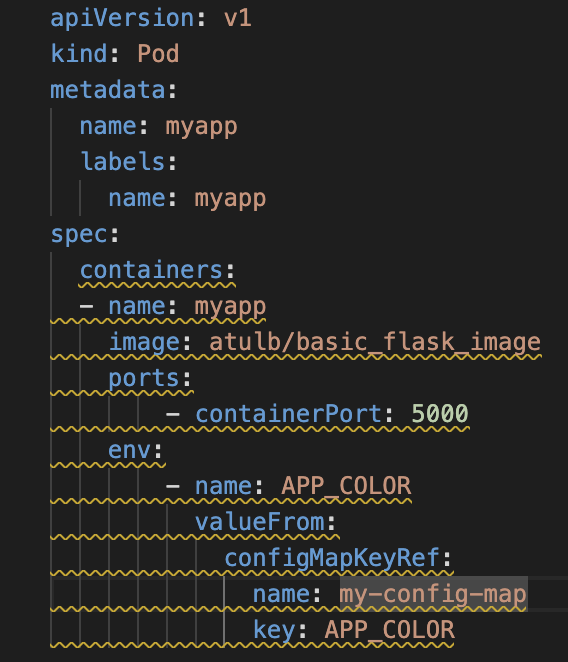 apiVersion: v1
kind: Pod
metadata:
  name: myapp
  labels:
    name: myapp
spec:
  containers:
  - name: myapp
    image: atulb/basic_flask_image
    ports:
        - containerPort: 5000
    env:
        - name: APP_COLOR
          valueFrom:
            configMapKeyRef:
              name: my-config-map
              key: APP_COLOR